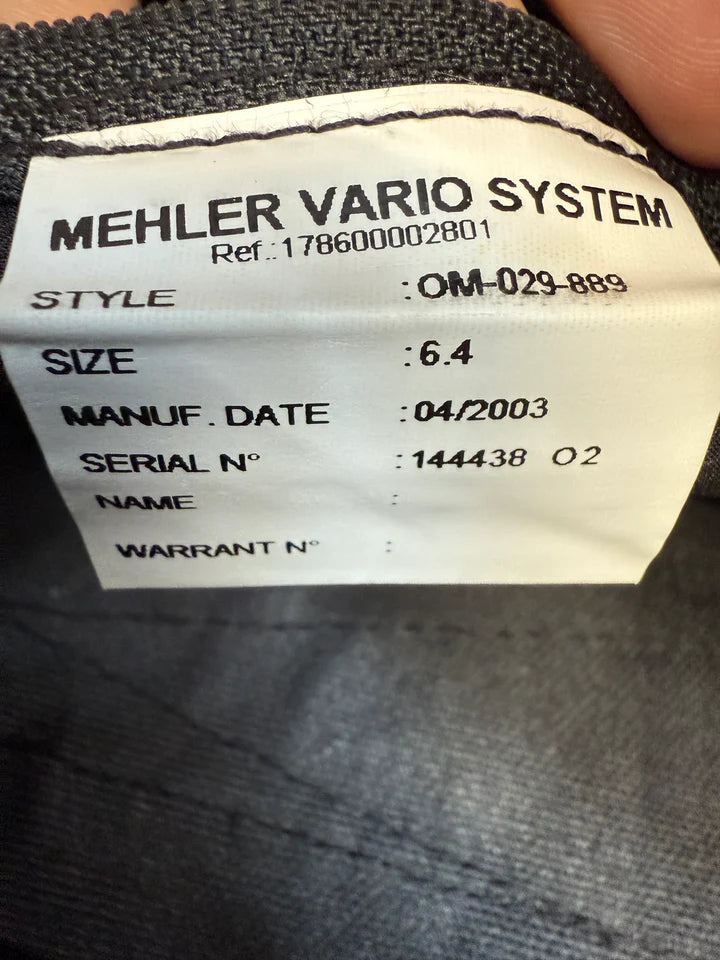 MEHLER VARIO SYSTEM
Ref.:178600002801
STYLE :OM-029-889
SIZE :6.4
MANUF. DATE :04/2003
SERIAL N° :144438 O2
NAME :
WARRANT N° :